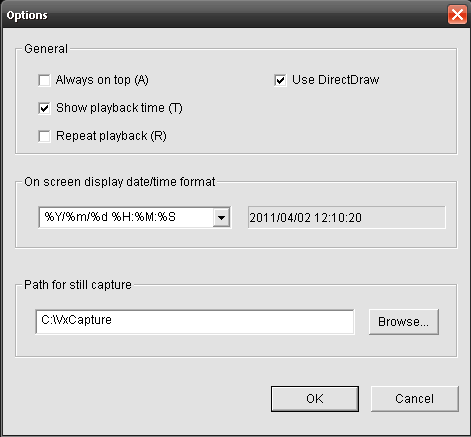 Options
General
Always on top (A)
Use DirectDraw
Show playback time (T)
Repeat playback (R)
On screen display date/time format
%Y/%m/%d %H:%M:%S
2011/04/02 12:10:20
Path for still capture
C:\VxCapture
Browse...
OK
Cancel